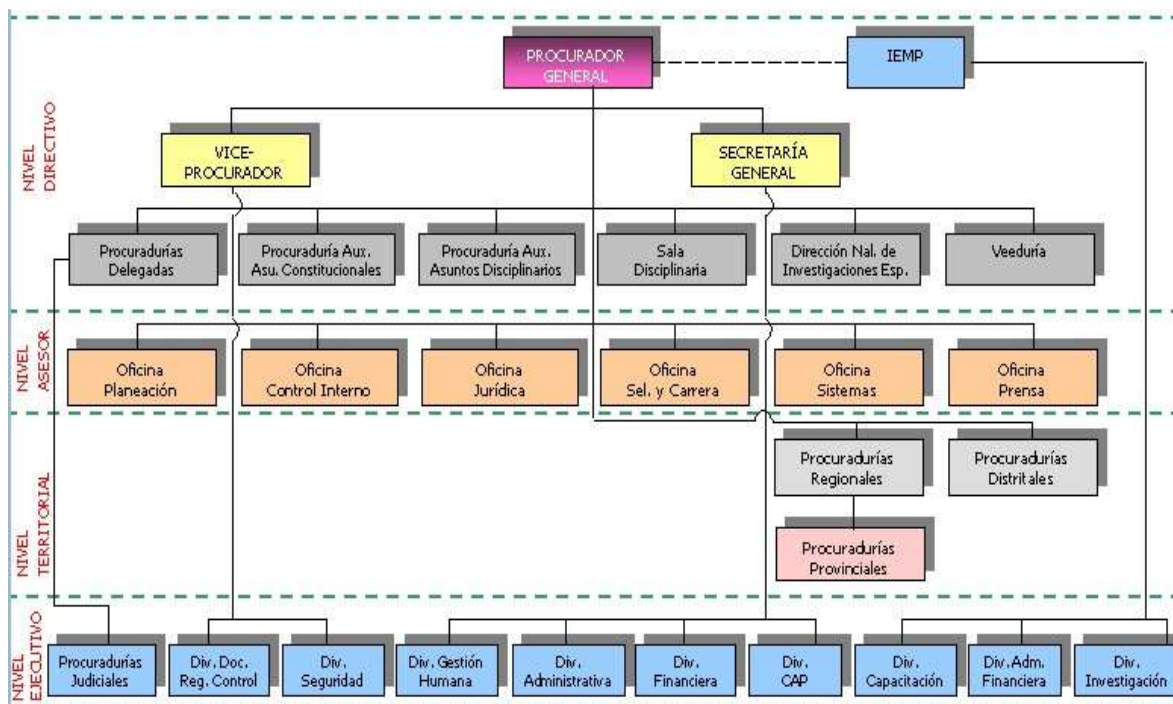 PROCURADOR
GENERAL
IEMP
NIVEL
DIRECTIVO
VICE-
PROCURADOR
SECRETARÍA
GENERAL
Procuradurías
Delegadas
Procuraduría Aux.
Asu. Constitucionales
Procuraduría Aux.
Asuntos Disciplinarios
Sala
Disciplinaria
Dirección Nal. de
Investigaciones Esp.
Veeduría
NIVEL
ASESOR
Oficina
Planeación
Oficina
Control Interno
Oficina
Jurídica
Oficina
Sel. y Carrera
Oficina
Sistemas
Oficina
Prensa
NIVEL
TERRITORIAL
Procuradurías
Regionales
Procuradurías
Distritales
Procuradurías
Provinciales
NIVEL
EJECUTIVO
Procuradurías
Judiciales
Div. Doc.
Reg. Control
Div.
Seguridad
Div. Gestión
Humana
Div.
Administrativa
Div.
Financiera
Div.
CAP
Div.
Capacitación
Div. Adm.
Financiera
Div.
Investigación